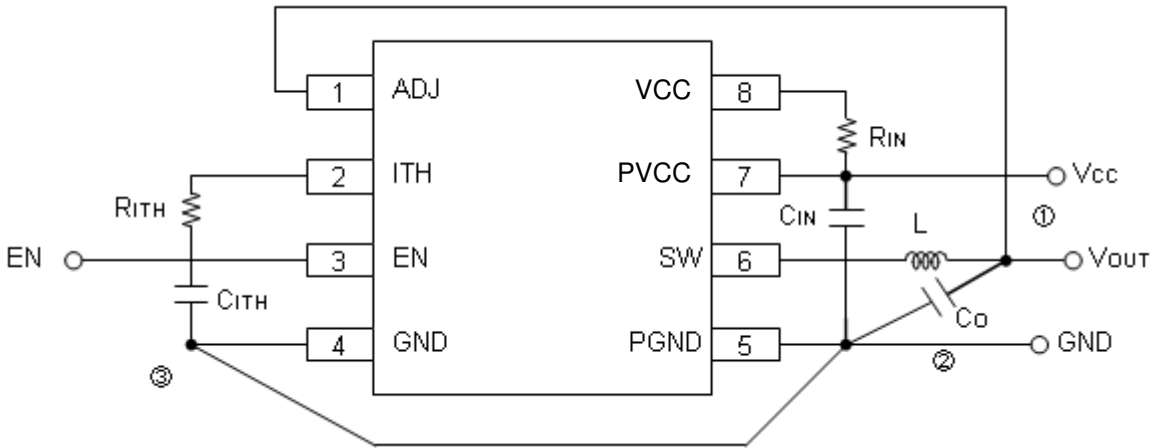 1 ADJ VCC 8
RIN
2 ITH PVCC 7 Vcc
RITH CIN ①
L
EN 3 EN SW 6 VOUT
CITH CO
4 GND PGND 5 GND
③ ②